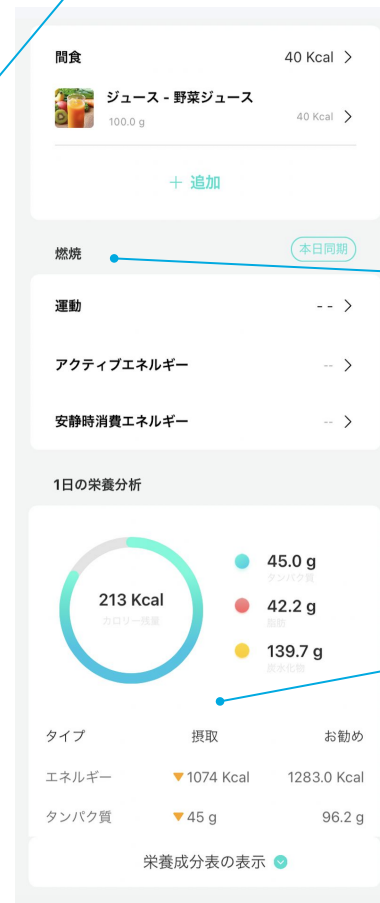 間食 40 Kcal >
ジュース - 野菜ジュース
100.0 g 40 Kcal >
+ 追加
燃焼 本日同期
運動 -- >
アクティブエネルギー -- >
安静時消費エネルギー -- >
1日の栄養分析
213 Kcal
カロリー残量
45.0 g
タンパク質
42.2 g
脂肪
139.7 g
炭水化物
タイプ 摂取 お勧め
エネルギー ▼1074 Kcal 1283.0 Kcal
タンパク質 ▼45 g 96.2 g
栄養成分表の表示